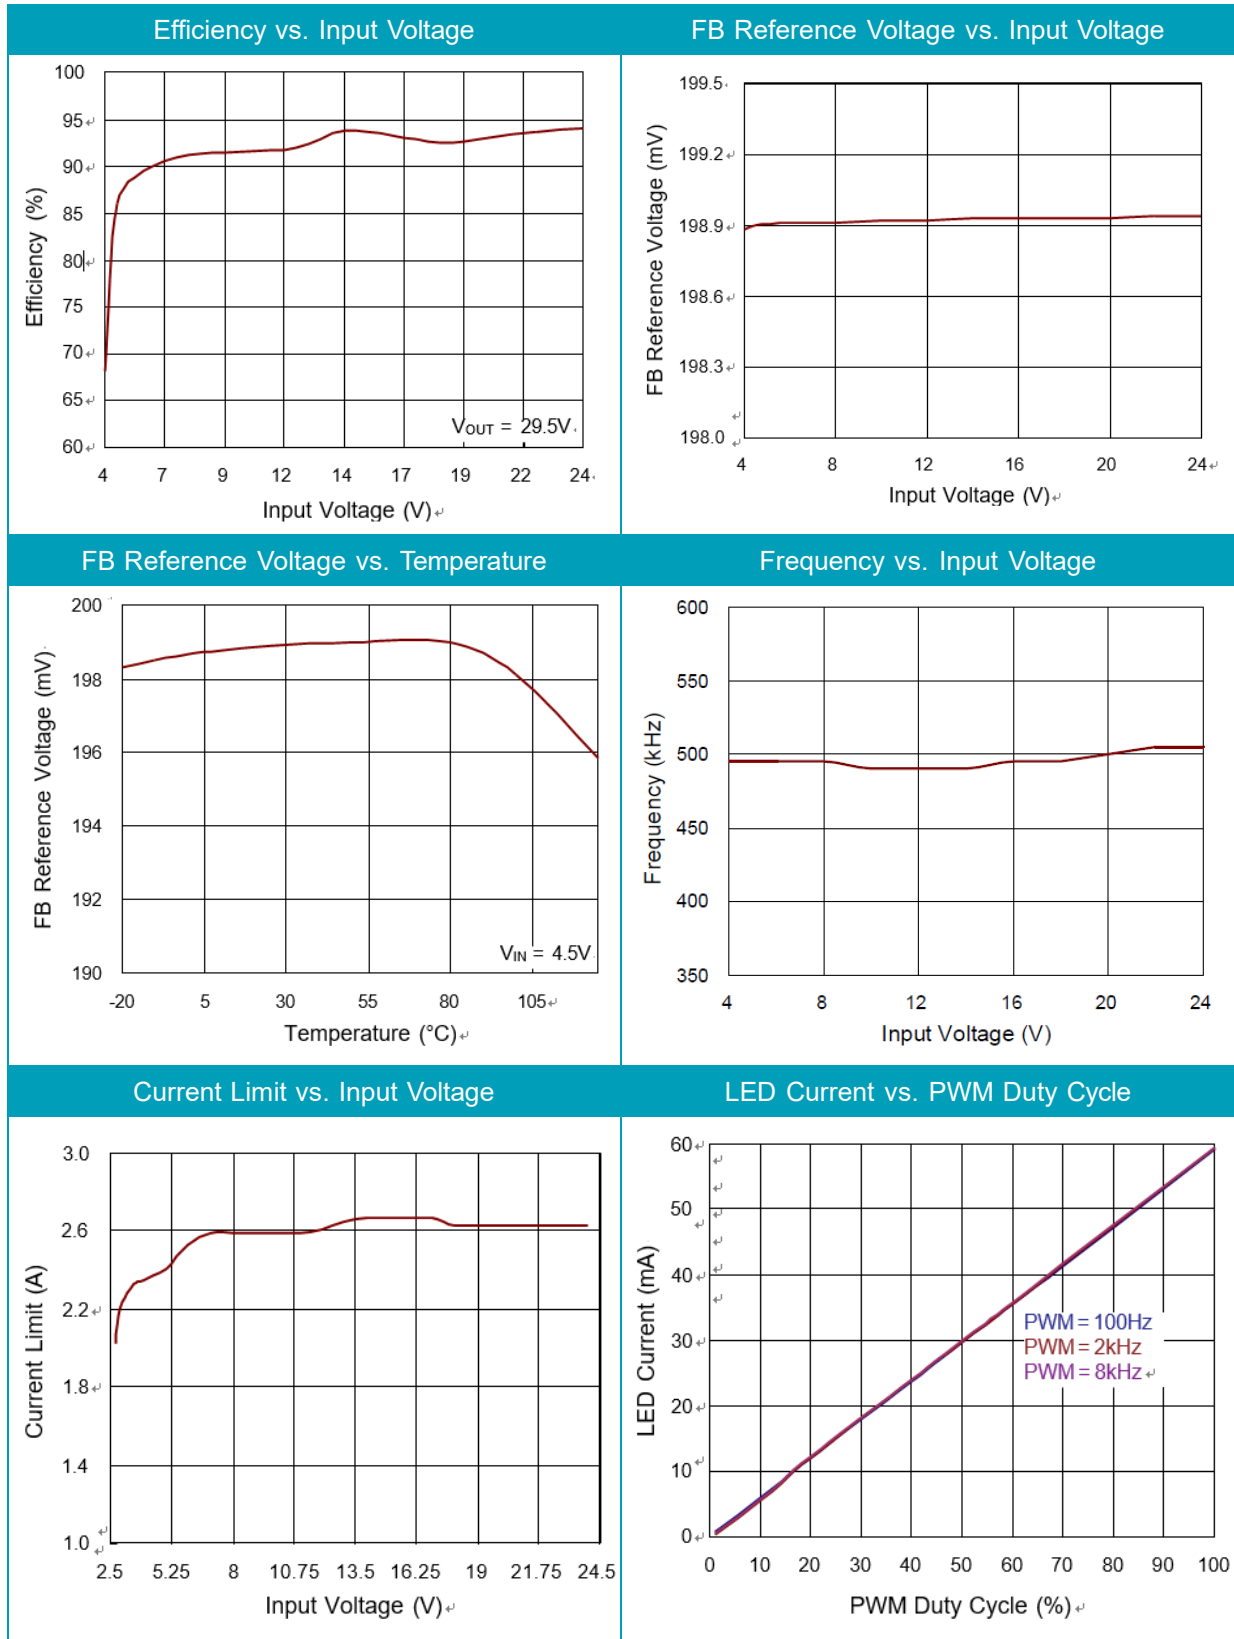 Efficiency vs. Input Voltage
100
95
90
85
80
75
70
65
60
Efficiency (%)
VOUT = 29.5V
4 7 9 12 14 17 19 22 24
Input Voltage (V)
FB Reference Voltage vs. Input Voltage
199.5
199.2
198.9
198.6
198.3
198.0
FB Reference Voltage (mV)
4 8 12 16 20 24
Input Voltage (V)
FB Reference Voltage vs. Temperature
200
198
196
194
192
190
FB Reference Voltage (mV)
VIN = 4.5V
-20 5 30 55 80 105
Temperature (°C)
Frequency vs. Input Voltage
600
550
500
450
400
350
Frequency (kHz)
4 8 12 16 20 24
Input Voltage (V)
Current Limit vs. Input Voltage
3.0
2.6
2.2
1.8
1.4
1.0
Current Limit (A)
2.5 5.25 8 10.75 13.5 16.25 19 21.75 24.5
Input Voltage (V)
LED Current vs. PWM Duty Cycle
60
50
40
30
20
10
0
LED Current (mA)
PWM = 100Hz
PWM = 2kHz
PWM = 8kHz
0 10 20 30 40 50 60 70 80 90 100
PWM Duty Cycle (%)